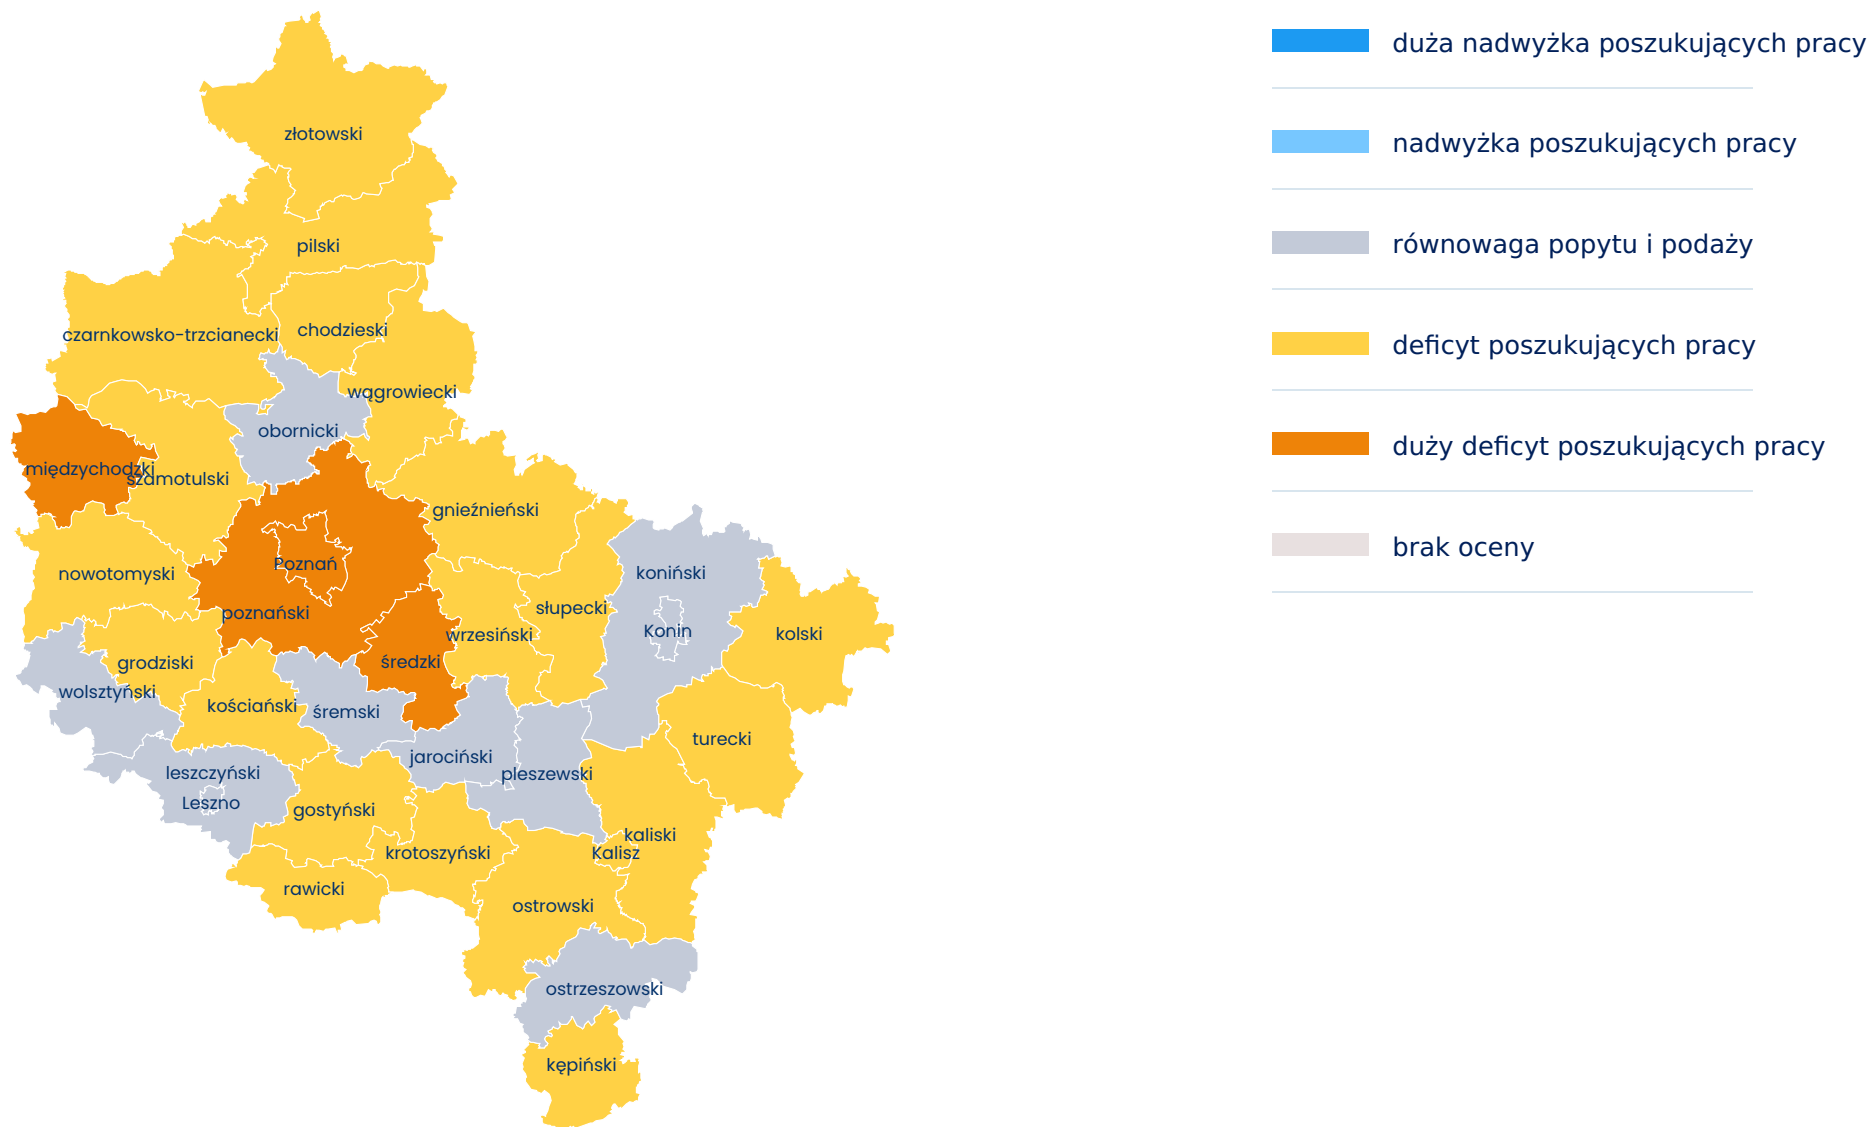 złotowski
pilski
czarnkowsko-trzcianecki
chodzieski
wągrowiecki
obornicki
międzychodzki
szamotulski
gnieźnieński
Poznań
nowotomyski
koniński
poznański
słupecki
Konin
wrzesiński
kolski
grodziski
średzki
wolsztyński
kościański
śremski
turecki
jarociński
leszczyński
pleszewski
Leszno
gostyński
kaliski
krotoszyński
Kalisz
rawicki
ostrowski
ostrzeszowski
kępiński
duża nadwyżka poszukujących pracy
nadwyżka poszukujących pracy
równowaga popytu i podaży
deficyt poszukujących pracy
duży deficyt poszukujących pracy
brak oceny